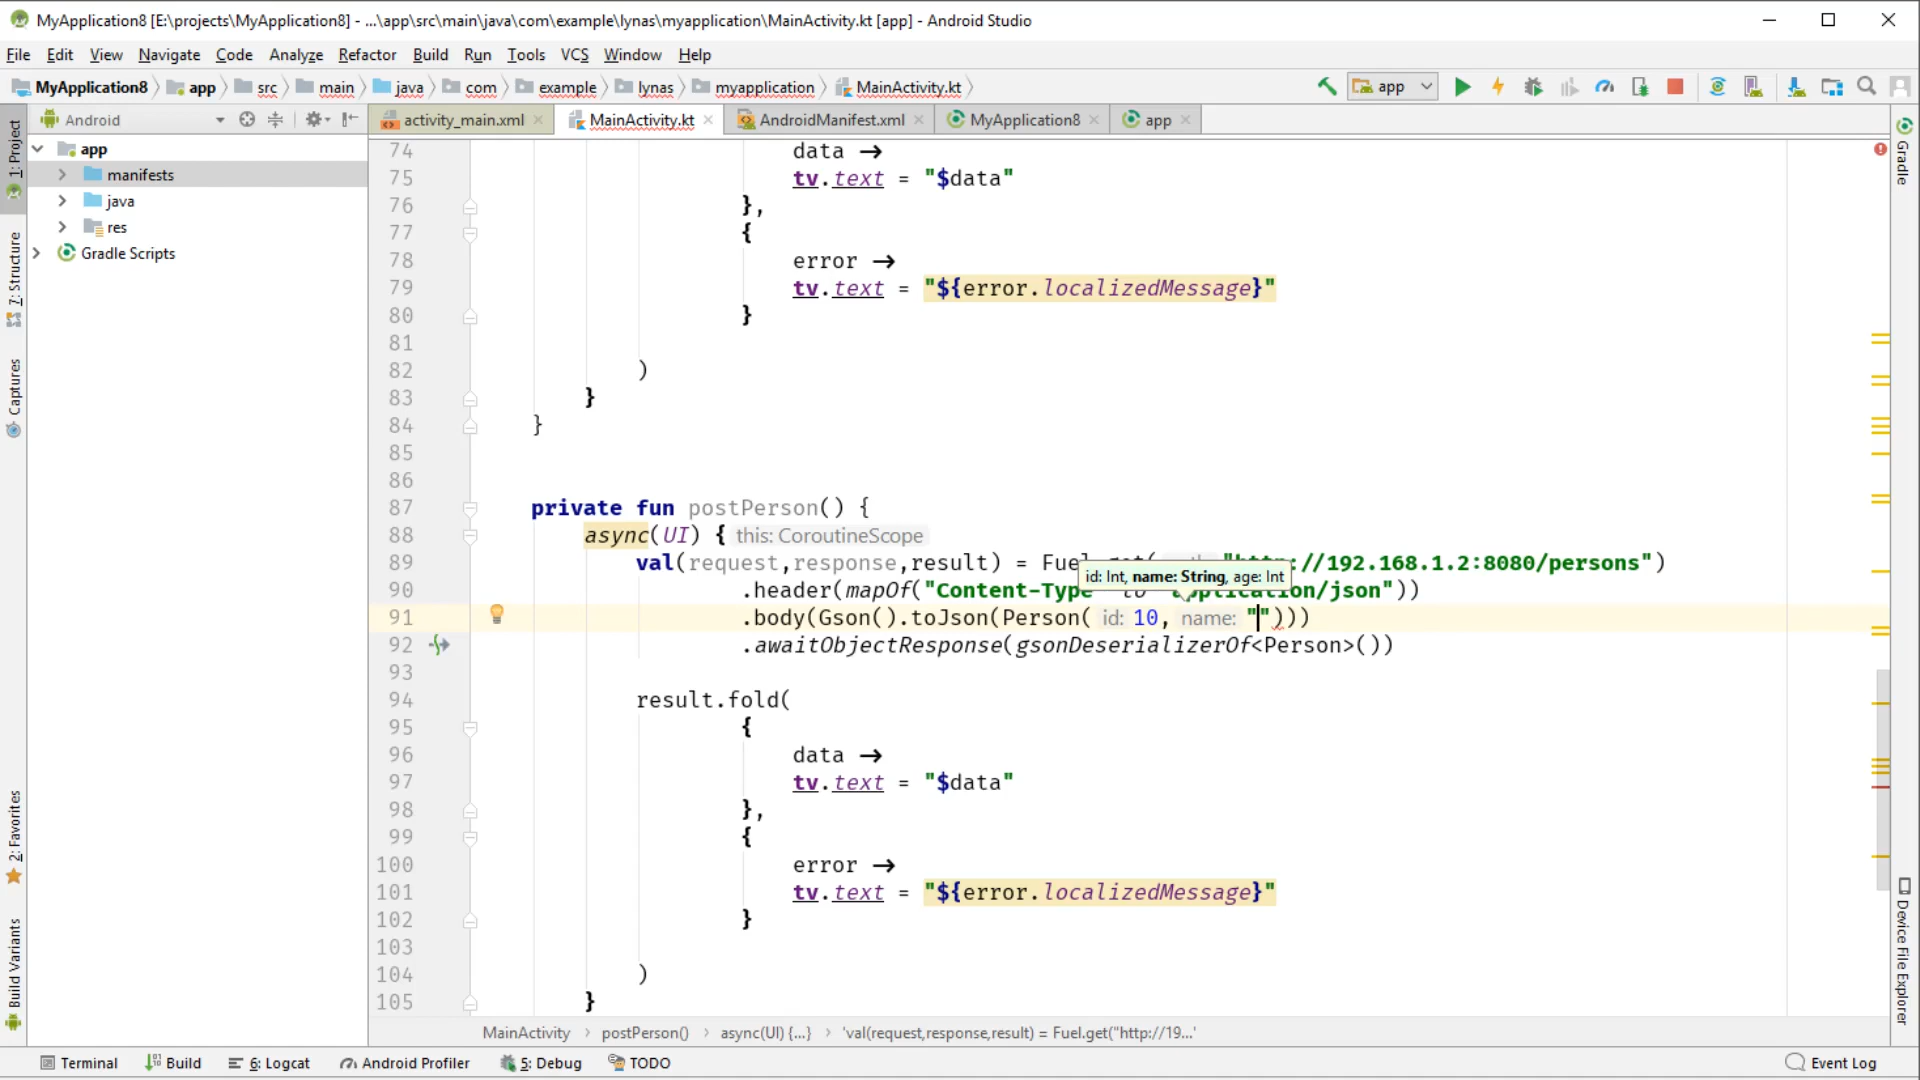 MyApplication8 [E:\projects\MyApplication8] - ...\app\src\main\java\com\example\lynas\myapplication\MainActivity.kt [app] - Android Studio
File Edit View Navigate Code Analyze Refactor Build Run Tools VCS Window Help
MyApplication8 app src main java com example lynas myapplication MainActivity.kt app
Android activity_main.xml MainActivity.kt AndroidManifest.xml MyApplication8 app
1: Project
7: Structure
Captures
2: Favorites
Build Variants
app
manifests
java
res
Gradle Scripts
74 data →
75 tv.text = "$data"
76 },
77 {
78 error →
79 tv.text = "${error.localizedMessage}"
80 }
81
82 )
83 }
84 }
85
86
87 private fun postPerson() {
88 async(UI) { this: CoroutineScope
89 val(request,response,result) = Fuel.get( "http://192.168.1.2:8080/persons")
id: Int, name: String, age: Int
90 .header(mapOf("Content-Type" to "application/json"))
91 .body(Gson().toJson(Person( id: 10, name: "")))
92 .awaitObjectResponse(gsonDeserializerOf<Person>())
93
94 result.fold(
95 {
96 data →
97 tv.text = "$data"
98 },
99 {
100 error →
101 tv.text = "${error.localizedMessage}"
102 }
103
104 )
105 }
Gradle
Device File Explorer
MainActivity › postPerson() › async(UI) {...} › 'val(request,response,result) = Fuel.get("http://19...'
Terminal Build 6: Logcat Android Profiler 5: Debug TODO Event Log